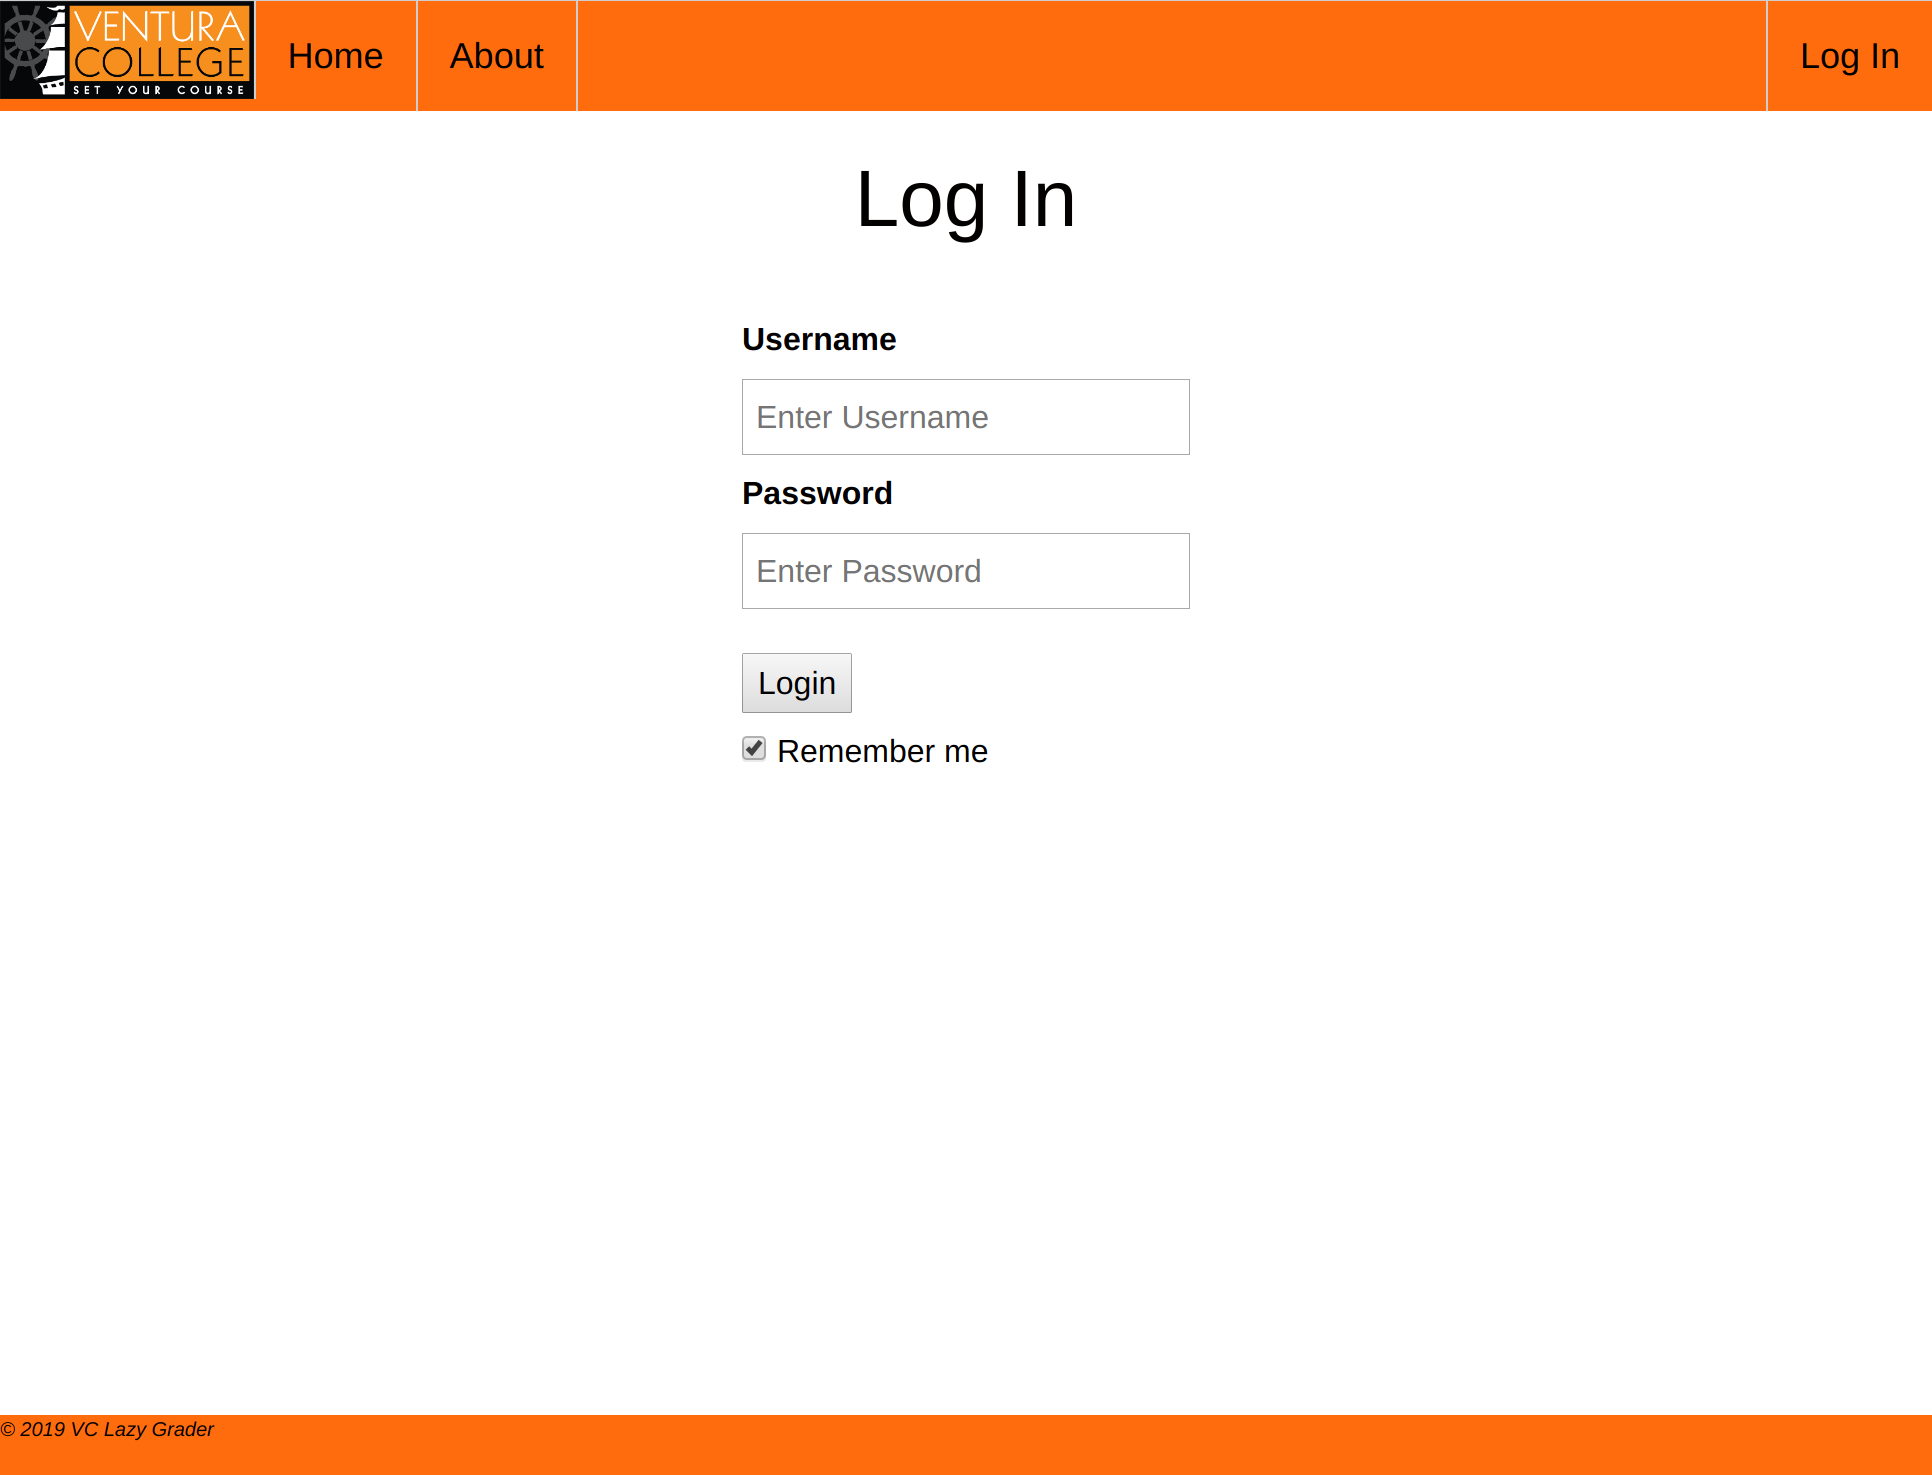 VENTURA
COLLEGE
SET YOUR COURSE
Home
About
Log In
Log In
Username
Enter Username
Password
Enter Password
Login
Remember me
© 2019 VC Lazy Grader